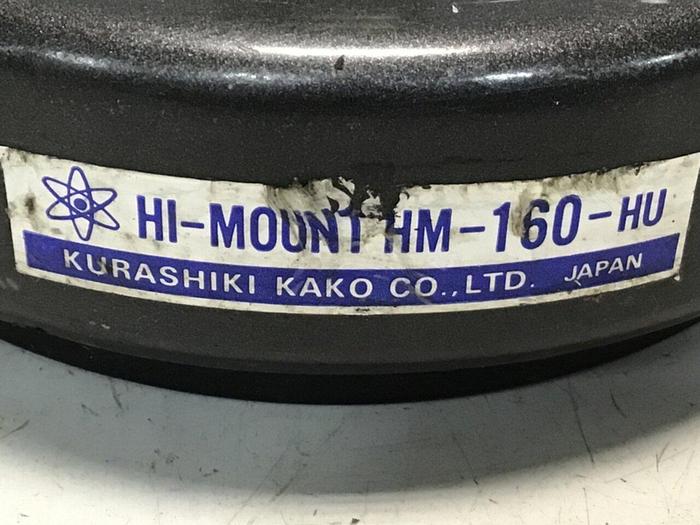 HI-MOUNT HM-160-HU
KURASHIKI KAKO CO.,LTD. JAPAN